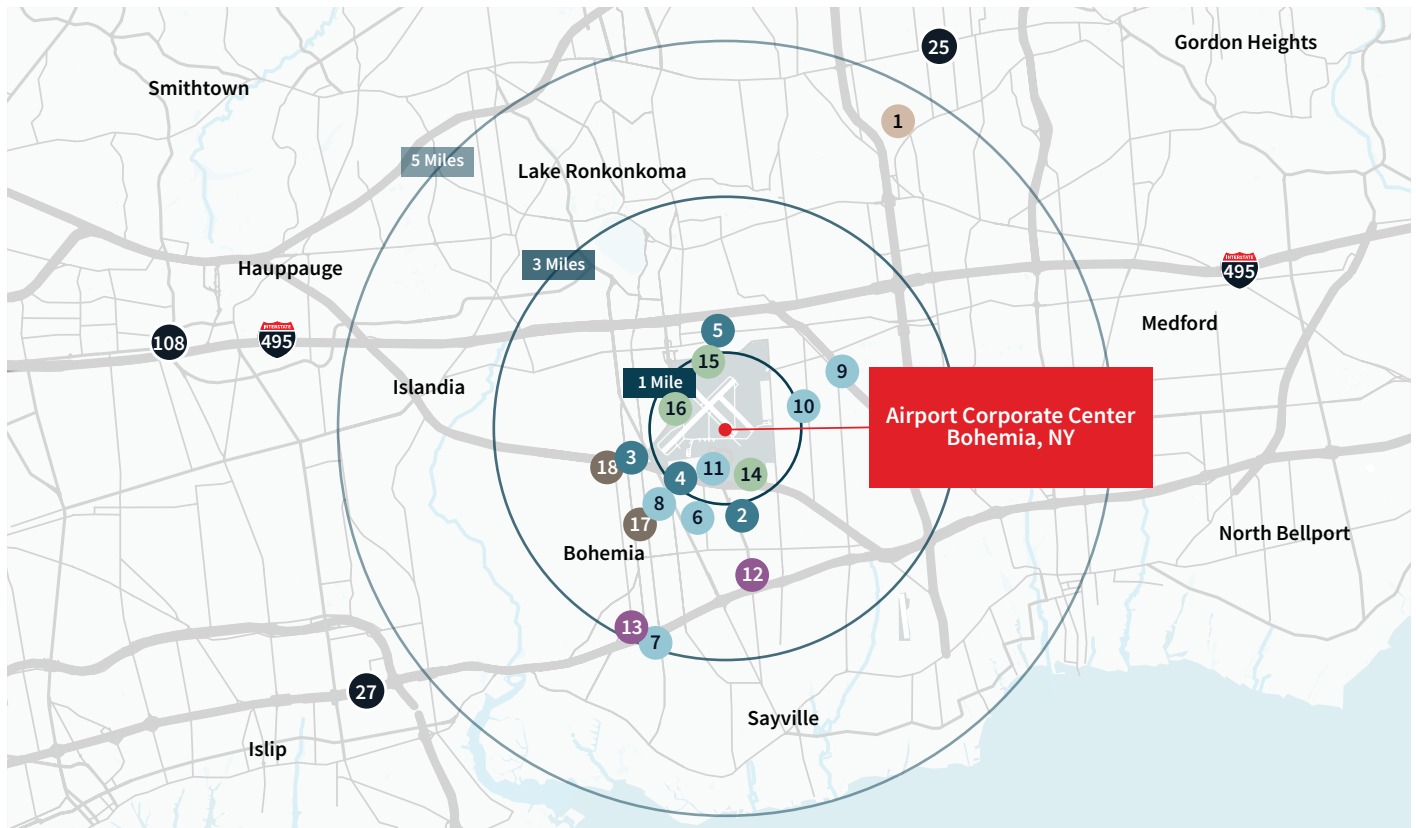 25
Gordon Heights
Smithtown
1
5 Miles
Lake Ronkonkoma
3 Miles
Hauppauge
INTERSTATE
495
Medford
5
108
INTERSTATE
495
15
9
1 Mile
Islandia
16
10
Airport Corporate Center
Bohemia, NY
3
18
11
14
4
8
6
2
17
North Bellport
Bohemia
12
13
7
27
Sayville
Islip